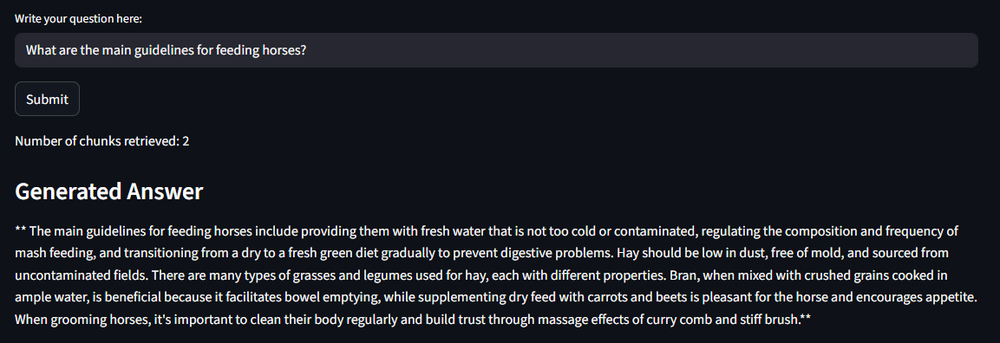 Write your question here:
What are the main guidelines for feeding horses?
Submit
Number of chunks retrieved: 2
Generated Answer
** The main guidelines for feeding horses include providing them with fresh water that is not too cold or contaminated, regulating the composition and frequency of
mash feeding, and transitioning from a dry to a fresh green diet gradually to prevent digestive problems. Hay should be low in dust, free of mold, and sourced from
uncontaminated fields. There are many types of grasses and legumes used for hay, each with different properties. Bran, when mixed with crushed grains cooked in
ample water, is beneficial because it facilitates bowel emptying, while supplementing dry feed with carrots and beets is pleasant for the horse and encourages appetite.
When grooming horses, it's important to clean their body regularly and build trust through massage effects of curry comb and stiff brush.**